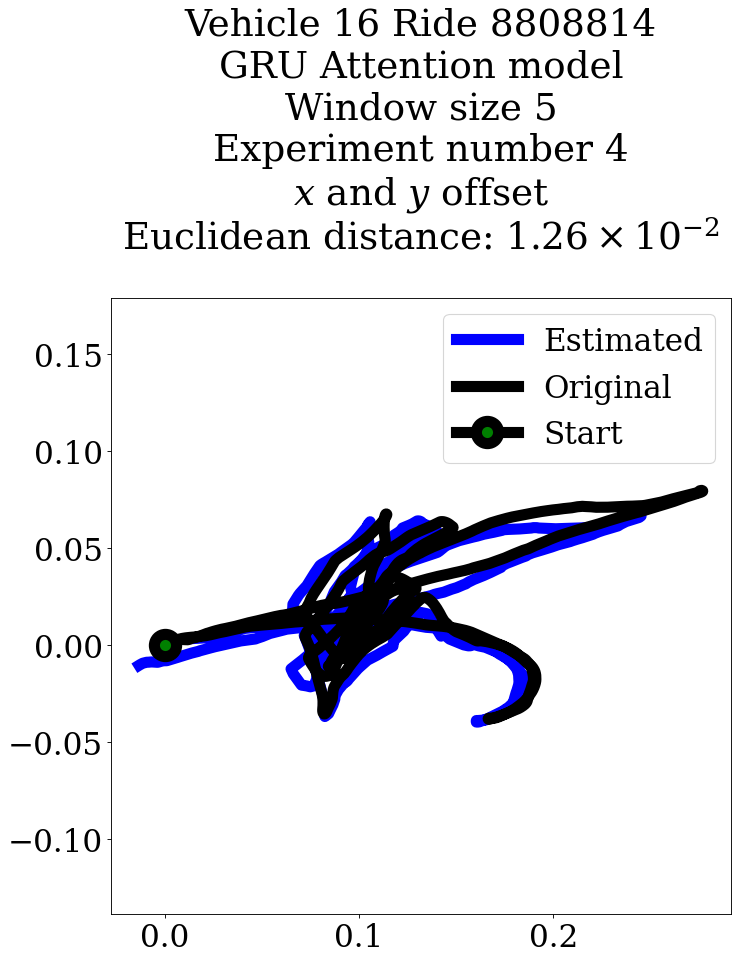 Vehicle 16 Ride 8808814
GRU Attention model
Window size 5
Experiment number 4
x and y offset
Euclidean distance: 1.26 × 10⁻²
Estimated
Original
Start
0.15
0.10
0.05
0.00
−0.05
−0.10
0.0 0.1 0.2